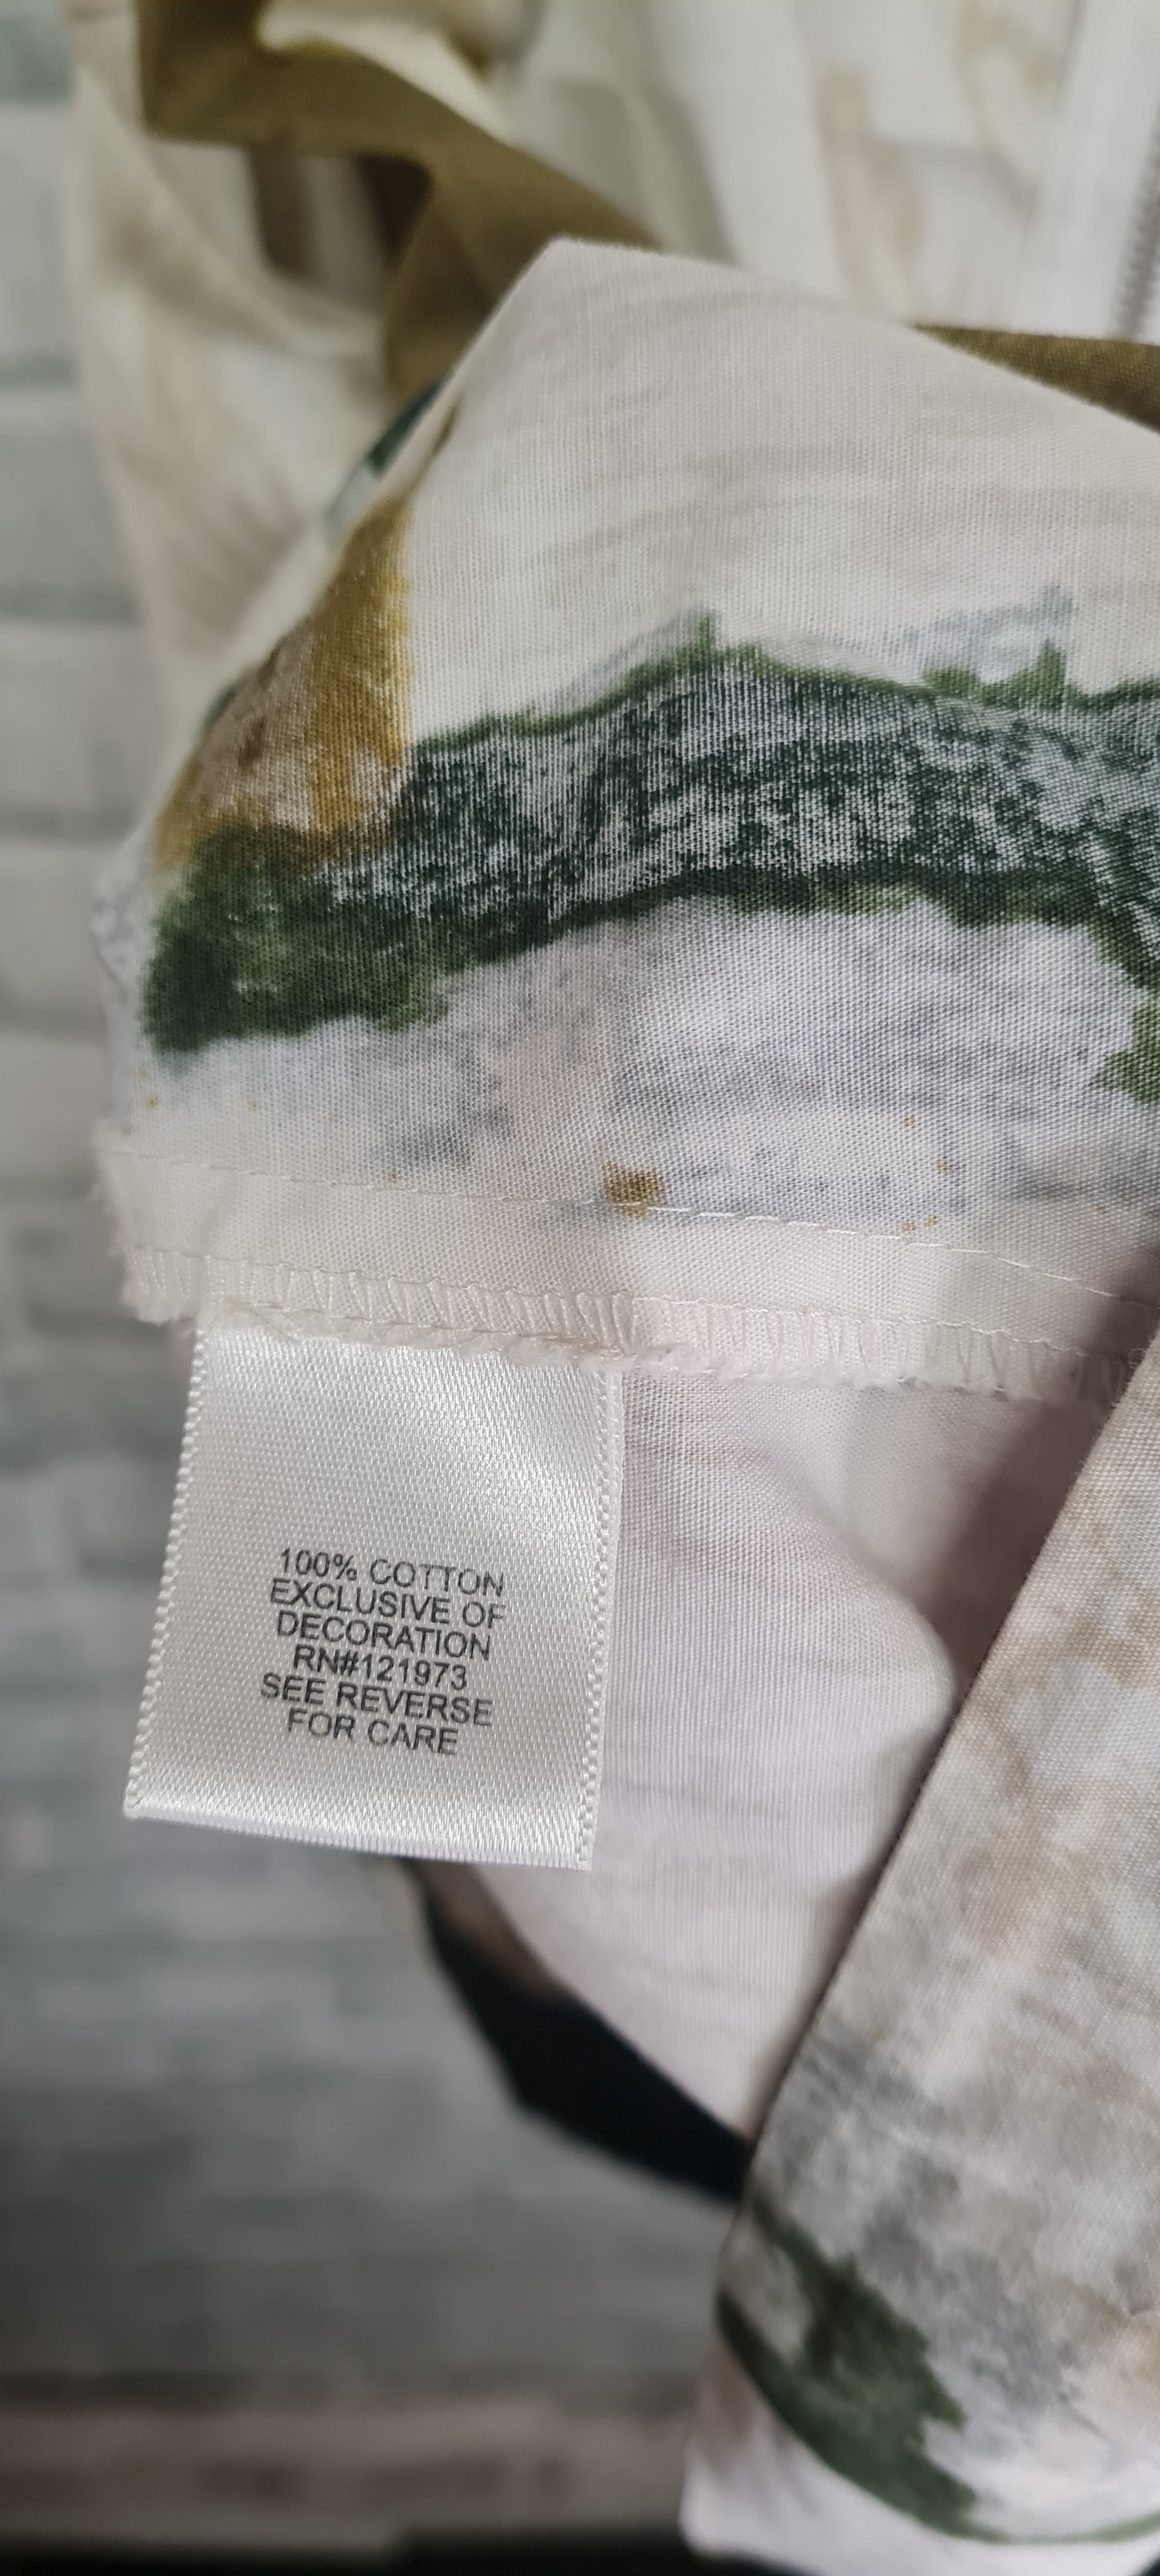 100% COTTON
EXCLUSIVE OF
DECORATION
RN#121973
SEE REVERSE
FOR CARE